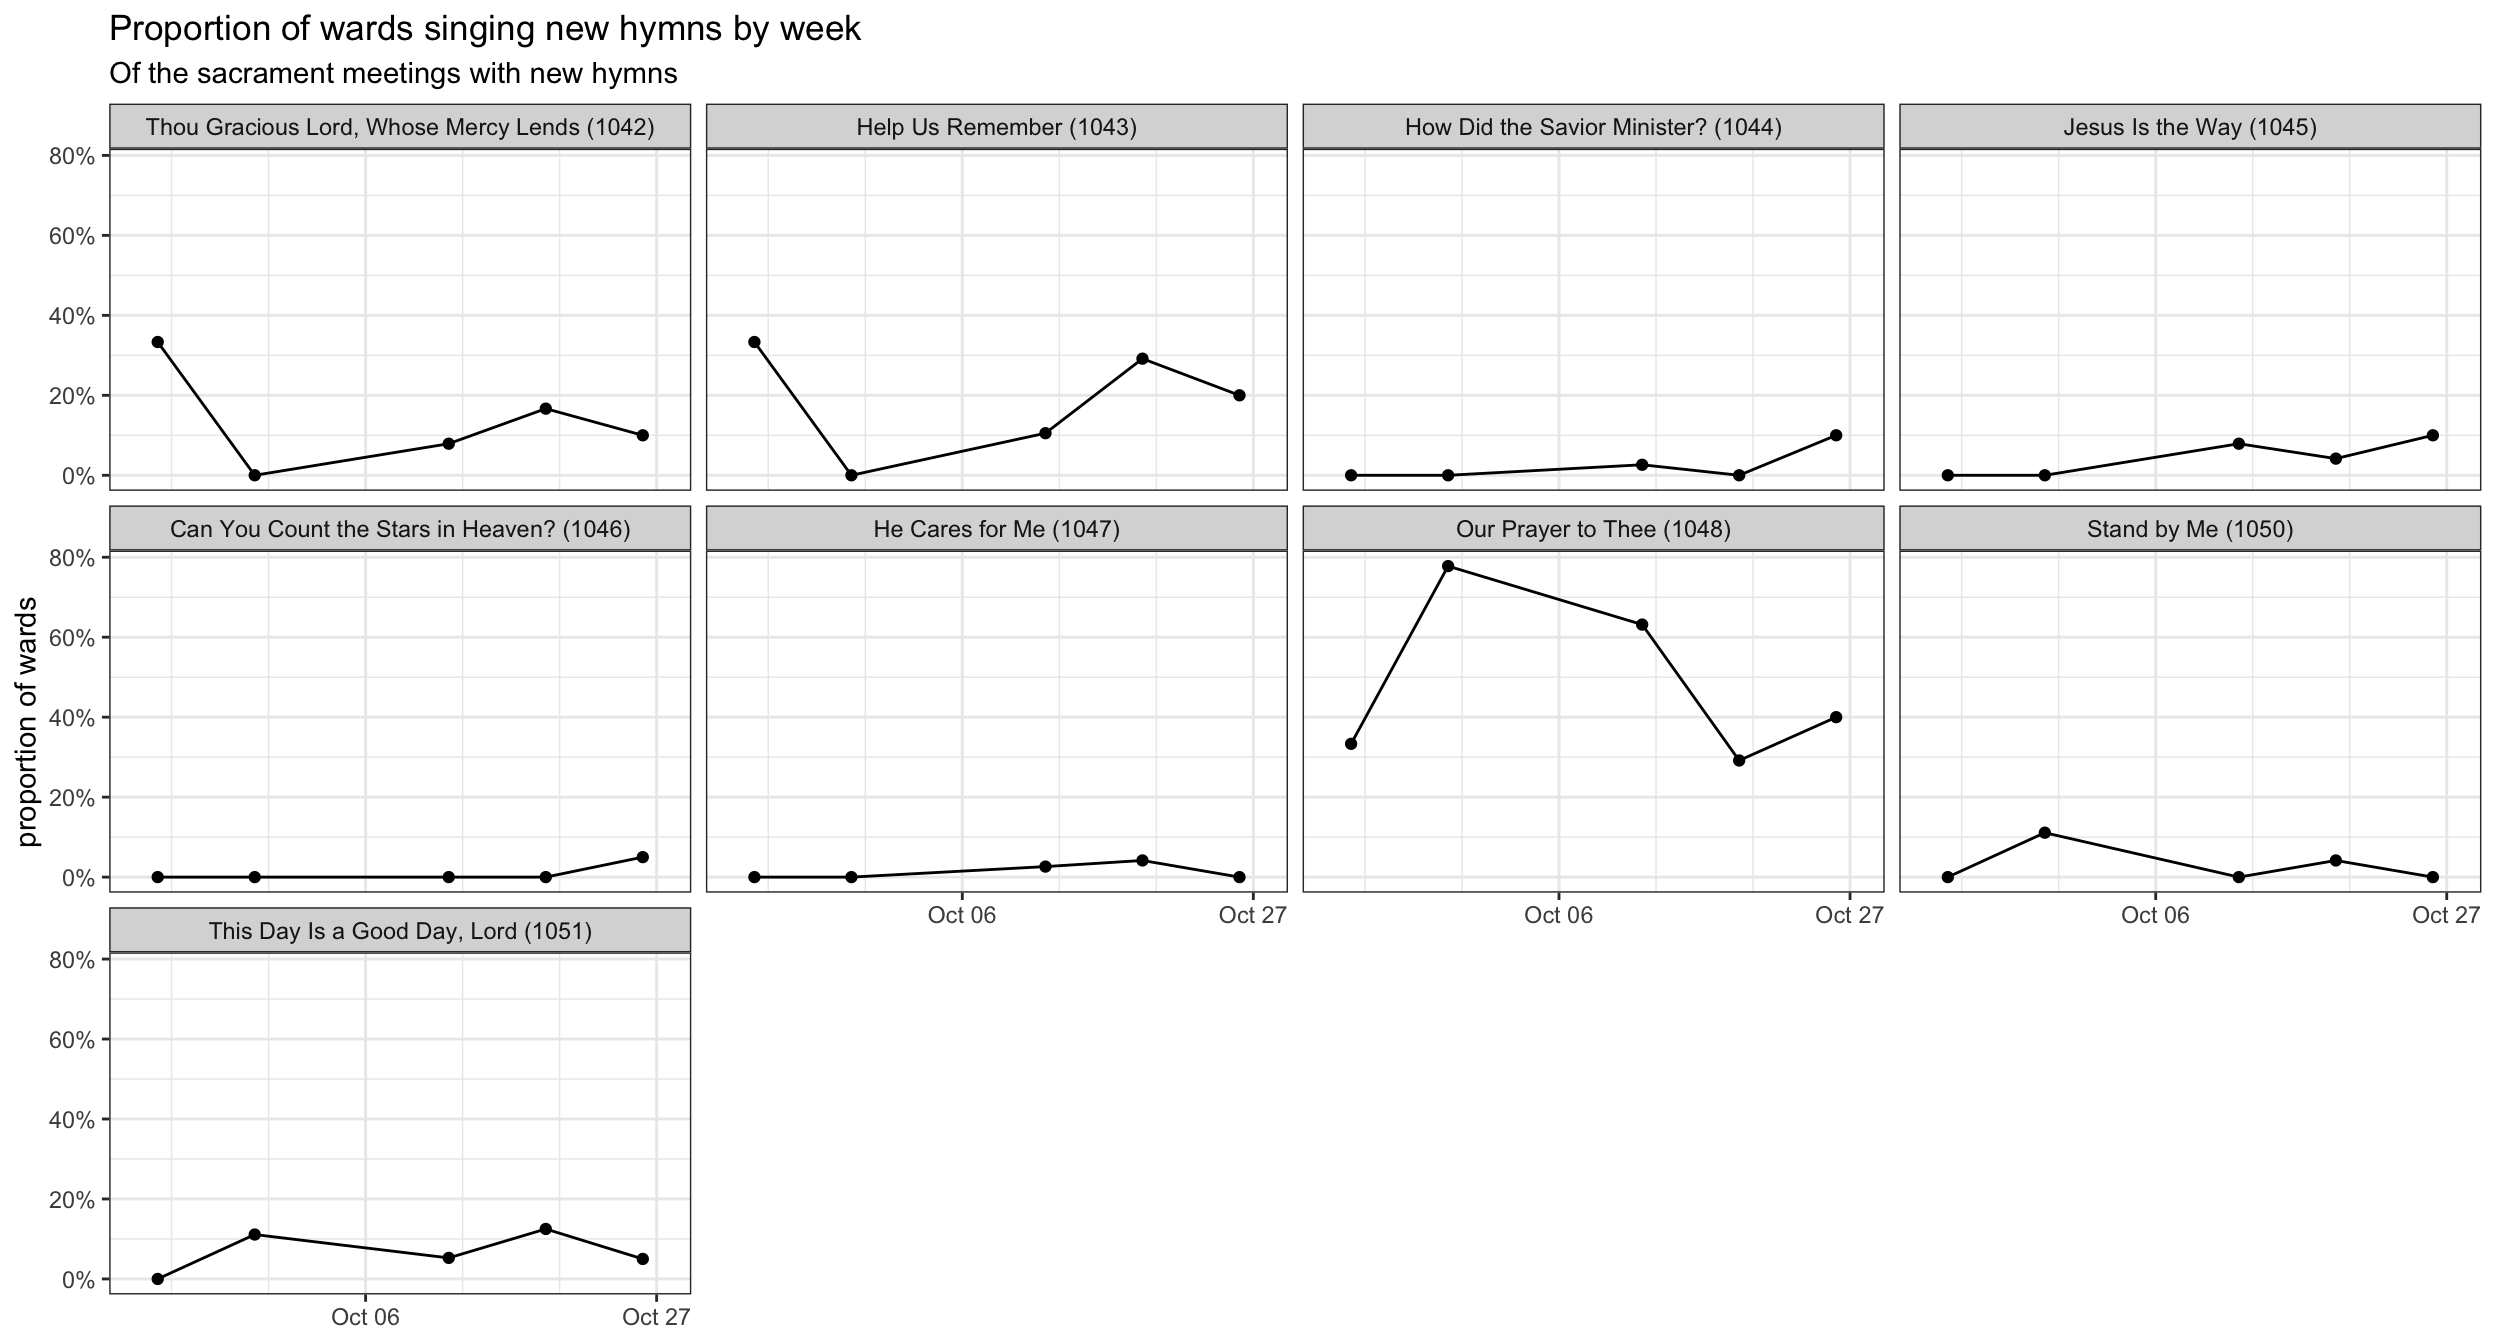 Proportion of wards singing new hymns by week
Of the sacrament meetings with new hymns
Thou Gracious Lord, Whose Mercy Lends (1042)
Help Us Remember (1043)
How Did the Savior Minister? (1044)
Jesus Is the Way (1045)
80%
60%
40%
20%
0%
Can You Count the Stars in Heaven? (1046)
He Cares for Me (1047)
Our Prayer to Thee (1048)
Stand by Me (1050)
80%
60%
40%
20%
0%
proportion of wards
Oct 06
Oct 27
Oct 06
Oct 27
Oct 06
Oct 27
This Day Is a Good Day, Lord (1051)
80%
60%
40%
20%
0%
Oct 06
Oct 27